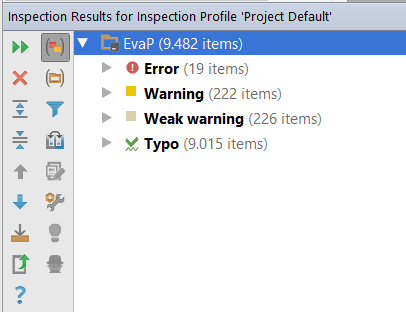 Inspection Results for Inspection Profile 'Project Default'
EvaP (9.482 items)
Error (19 items)
Warning (222 items)
Weak warning (226 items)
Typo (9.015 items)
?